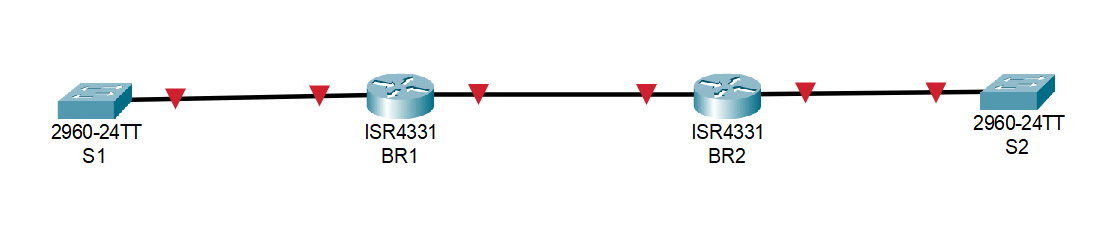 2960-24TT
S1
ISR4331
BR1
ISR4331
BR2
2960-24TT
S2